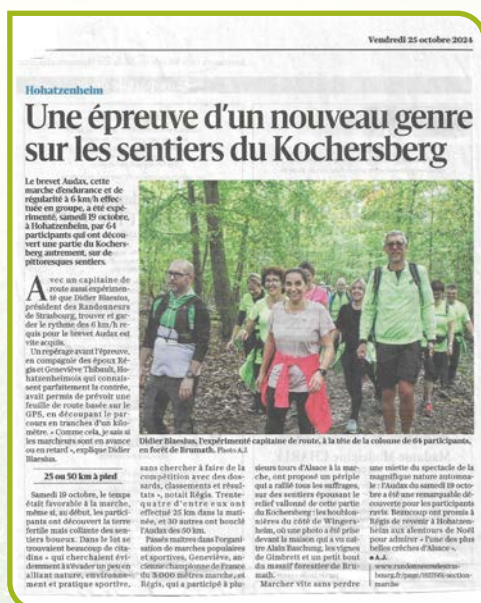 Vendredi 25 octobre 2024
Hohatzenheim
Une épreuve d'un nouveau genre
sur les sentiers du Kochersberg
Le brevet Audax, cette
marche d'endurance et de
régularité à 6 km/h effec-
tuée en groupe, a été expé-
rimenté, samedi 19 octobre,
à Hohatzenheim, par 64
participants qui ont décou-
vert une partie du Kochers-
berg autrement, sur de
pittoresques sentiers.
Avec un capitaine de
route aussi expérimen-
té que Didier Blaesius,
président des Randonneurs
de Strasbourg, trouver et gar-
der le rythme des 6 km/h re-
quis pour le brevet Audax est
vite acquis.
Un repérage avant l'épreuve,
en compagnie des époux Ré-
gis et Geneviève Thibault, Ho-
hatzenheimois qui connais-
sent parfaitement la contrée,
avait permis de prévoir une
feuille de route basée sur le
GPS, en découpant le par-
cours en tranches d'un kilo-
mètre. « Comme cela, je sais si
les marcheurs sont en avance
ou en retard », explique Didier
Blaesius.
25 ou 50 km à pied
Samedi 19 octobre, le temps
était favorable à la marche,
même si, au début, les partici-
pants ont découvert la terre
fertile mais collante des sen-
tiers boueux. Dans le lot se
trouvaient beaucoup de cita-
dins « qui cherchaient évi-
demment à s'évader un peu en
alliant nature, environne-
ment et pratique sportive,
Didier Blaesius, l'expérimenté capitaine de route, à la tête de la colonne de 64 participants,
en forêt de Brumath. Photo A.J.
sans chercher à faire de la
compétition avec des dos-
sards, classements et résul-
tats », notait Régis. Trente-
quatre d'entre eux ont
effectué 25 km dans la mati-
née, et 30 autres ont bouclé
l'Audax des 50 km.
Passés maîtres dans l'organi-
sation de marches populaires
et sportives, Geneviève, an-
cienne championne de France
du 3 000 mètres marche, et
Régis, qui a participé à plu-
sieurs tours d'Alsace à la mar-
che, ont proposé un périple
qui a rallié tous les suffrages,
sur des sentiers épousant le
relief vallonné de cette partie
du Kochersberg : les houblon-
nières du côté de Wingers-
heim, où une photo a été prise
devant la maison qui a vu naî-
tre Alain Bashung, les vignes
de Gimbrett et un petit bout
du massif forestier de Bru-
math.
Marcher vite sans perdre
une miette du spectacle de la
magnifique nature automna-
le : l'Audax du samedi 19 octo-
bre a été une remarquable dé-
couverte pour les participants
ravis. Beaucoup ont promis à
Régis de revenir à Hohatzen-
heim aux alentours de Noël
pour admirer « l'une des plus
belles crèches d'Alsace ».
■ A.J.